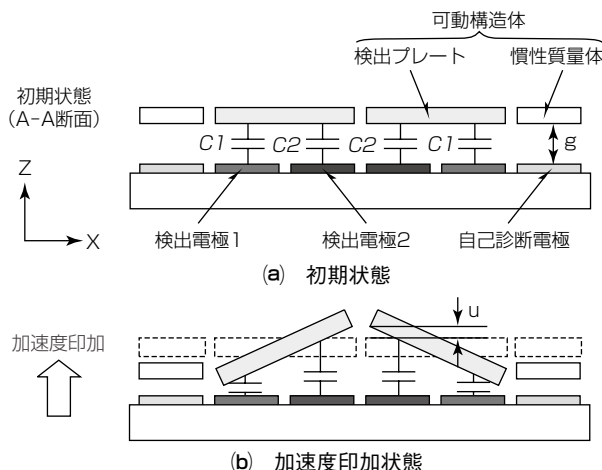 可動構造体
検出プレート 慣性質量体
初期状態
(A-A断面)
C1 C2 C2 C1 g
Z
X
検出電極1 検出電極2 自己診断電極
(a) 初期状態
u
加速度印加
(b) 加速度印加状態